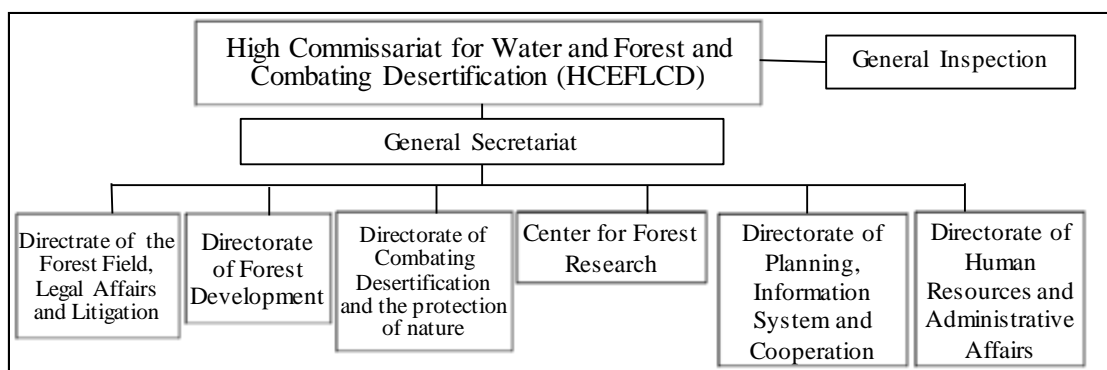 High Commissariat for Water and Forest and
Combating Desertification (HCEFLCD)
General Inspection
General Secretariat
Directrate of the
Forest Field,
Legal Affairs
and Litigation
Directorate
of Forest
Development
Directorate of
Combating
Desertification
and the protection
of nature
Center for Forest
Research
Directorate of
Planning,
Information
System and
Cooperation
Directorate of
Human
Resources and
Administrative
Affairs